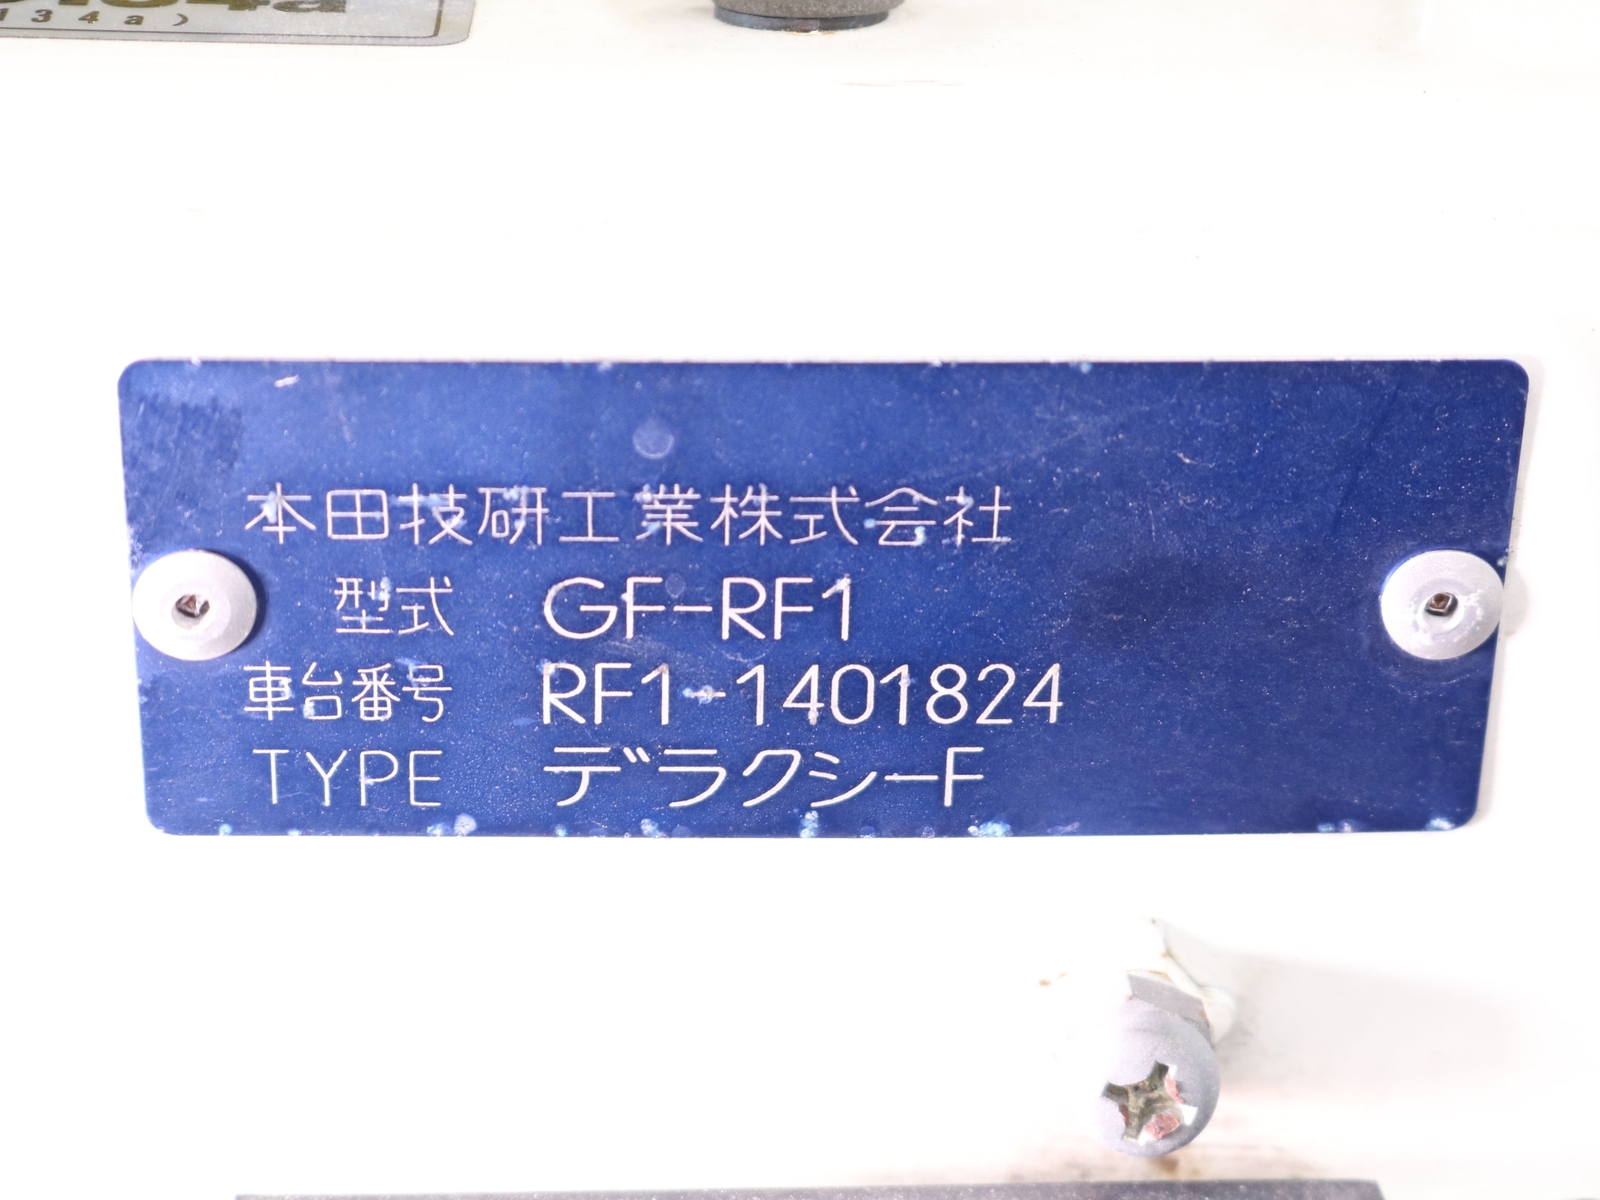 134a)
本田技研工業株式会社
型式 GF-RF1
車台番号 RF1-1401824
TYPE デラクシーF